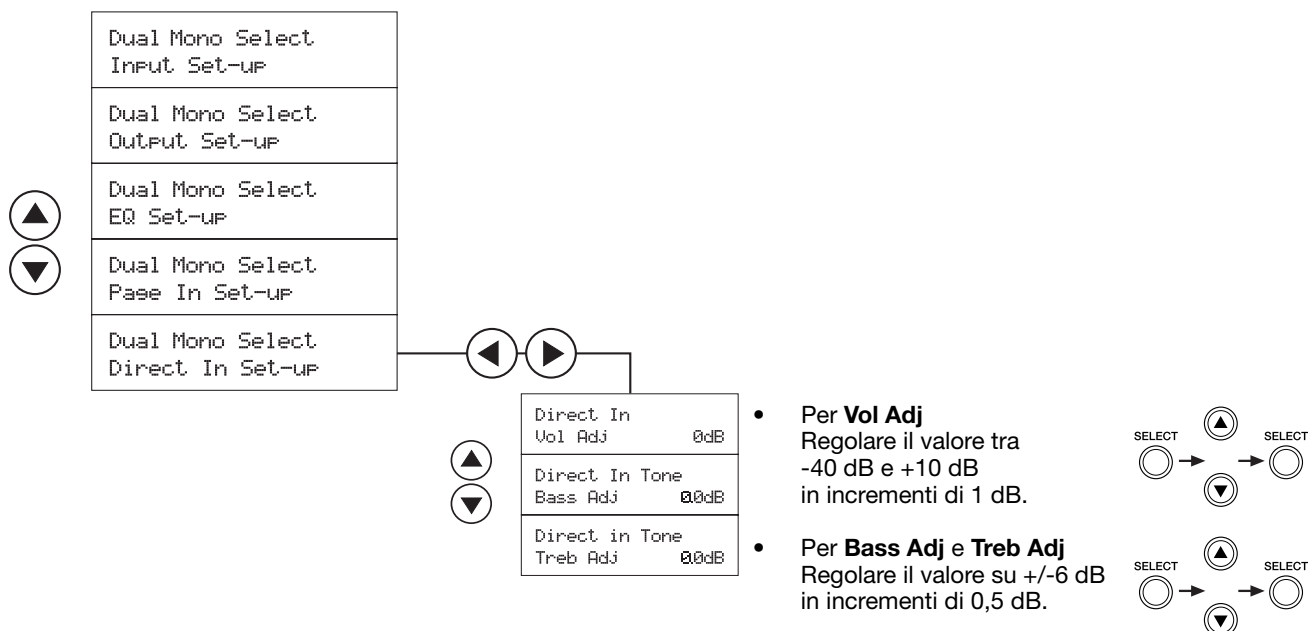 Dual Mono Select
Input Set-up
Dual Mono Select
Output Set-up
Dual Mono Select
EQ Set-up
Dual Mono Select
Page In Set-up
Dual Mono Select
Direct In Set-up
Direct In
Vol Adj 0dB
Direct In Tone
Bass Adj 0.0dB
Direct in Tone
Treb Adj 0.0dB
• Per Vol Adj
Regolare il valore tra
-40 dB e +10 dB
in incrementi di 1 dB.
SELECT SELECT
• Per Bass Adj e Treb Adj
Regolare il valore su +/-6 dB
in incrementi di 0,5 dB.
SELECT SELECT